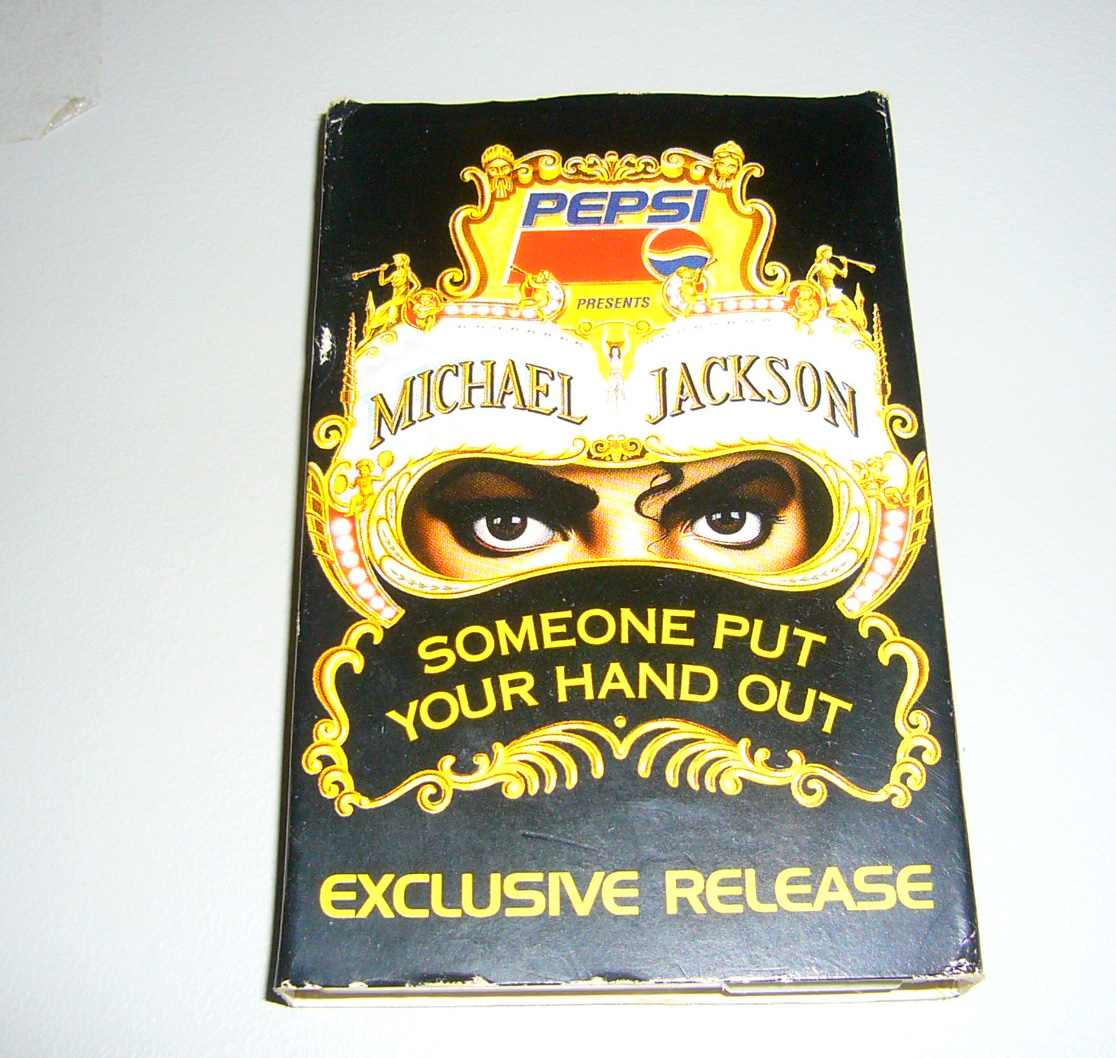 PEPSI
PRESENTS
MICHAEL JACKSON
SOMEONE PUT
YOUR HAND OUT
EXCLUSIVE RELEASE